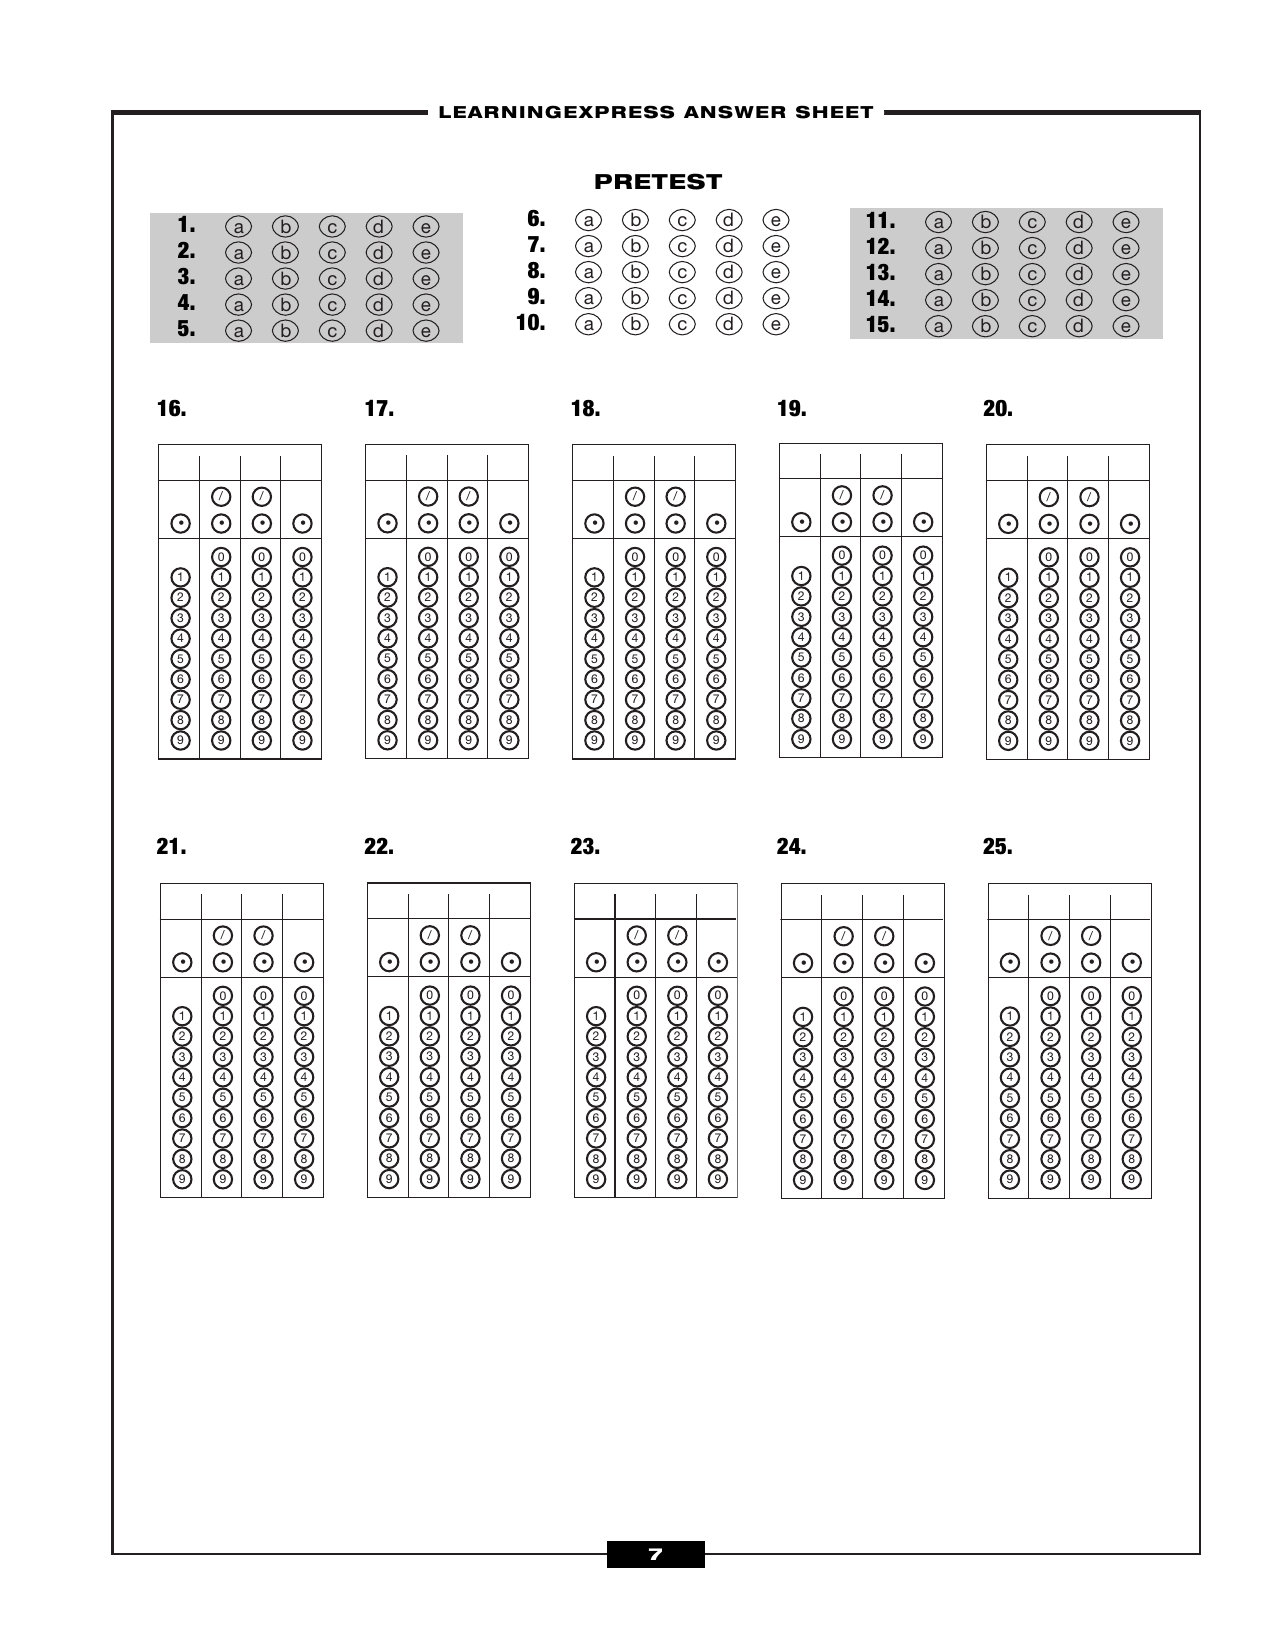 LEARNINGEXPRESS ANSWER SHEET
PRETEST
1. a b c d e
2. a b c d e
3. a b c d e
4. a b c d e
5. a b c d e
6. a b c d e
7. a b c d e
8. a b c d e
9. a b c d e
10. a b c d e
11. a b c d e
12. a b c d e
13. a b c d e
14. a b c d e
15. a b c d e
16. 17. 18. 19. 20.
/ / / / / / / / / /
• • • • • • • • • • • • • • • • • • • •
0 0 0 0 0 0 0 0 0 0 0 0 0 0 0
1 1 1 1 1 1 1 1 1 1 1 1 1 1 1 1 1 1 1 1
2 2 2 2 2 2 2 2 2 2 2 2 2 2 2 2 2 2 2 2
3 3 3 3 3 3 3 3 3 3 3 3 3 3 3 3 3 3 3 3
4 4 4 4 4 4 4 4 4 4 4 4 4 4 4 4 4 4 4 4
5 5 5 5 5 5 5 5 5 5 5 5 5 5 5 5 5 5 5 5
6 6 6 6 6 6 6 6 6 6 6 6 6 6 6 6 6 6 6 6
7 7 7 7 7 7 7 7 7 7 7 7 7 7 7 7 7 7 7 7
8 8 8 8 8 8 8 8 8 8 8 8 8 8 8 8 8 8 8 8
9 9 9 9 9 9 9 9 9 9 9 9 9 9 9 9 9 9 9 9
21. 22. 23. 24. 25.
/ / / / / / / / / /
• • • • • • • • • • • • • • • • • • • •
0 0 0 0 0 0 0 0 0 0 0 0 0 0 0
1 1 1 1 1 1 1 1 1 1 1 1 1 1 1 1 1 1 1 1
2 2 2 2 2 2 2 2 2 2 2 2 2 2 2 2 2 2 2 2
3 3 3 3 3 3 3 3 3 3 3 3 3 3 3 3 3 3 3 3
4 4 4 4 4 4 4 4 4 4 4 4 4 4 4 4 4 4 4 4
5 5 5 5 5 5 5 5 5 5 5 5 5 5 5 5 5 5 5 5
6 6 6 6 6 6 6 6 6 6 6 6 6 6 6 6 6 6 6 6
7 7 7 7 7 7 7 7 7 7 7 7 7 7 7 7 7 7 7 7
8 8 8 8 8 8 8 8 8 8 8 8 8 8 8 8 8 8 8 8
9 9 9 9 9 9 9 9 9 9 9 9 9 9 9 9 9 9 9 9
7